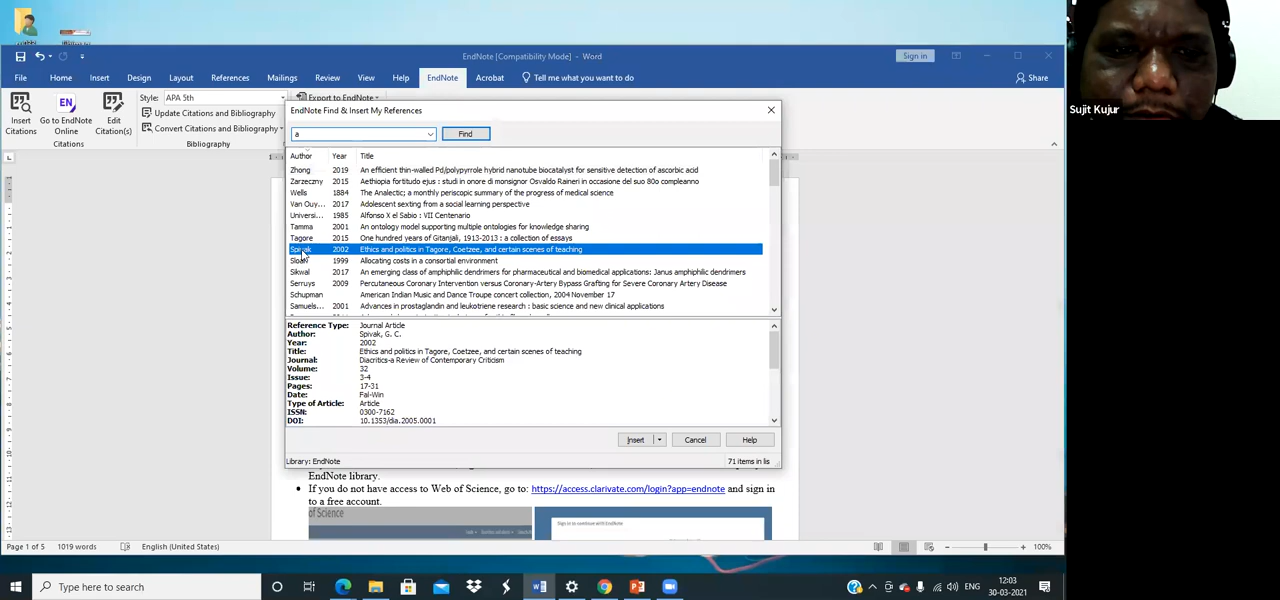 EndNote [Compatibility Mode] - Word
Sign in
File Home Insert Design Layout References Mailings Review View Help EndNote Acrobat Tell me what you want to do Share
Insert Citations
EN
Go to EndNote Online
Edit Citation(s)
Citations
Style: APA 5th
Update Citations and Bibliography
Convert Citations and Bibliography
Bibliography
Export to EndNote
EndNote Find & Insert My References
a
Find
Author Year Title
Zhong 2019 An efficient thin-walled Pd/polypyrrole hybrid nanotube biocatalyst for sensitive detection of ascorbic acid
Zarzeczny 2015 Aethiopia fortitudo ejus : studi in onore di monsignor Osvaldo Raineri in occasione del suo 80o compleanno
Wells 1884 The Analectic; a monthly periscopic summary of the progress of medical science
Van Ouy... 2017 Adolescent sexting from a social learning perspective
Universi... 1985 Alfonso X el Sabio : VII Centenario
Tamma 2001 An ontology model supporting multiple ontologies for knowledge sharing
Tagore 2015 One hundred years of Gitanjali, 1913-2013 : a collection of essays
Spivak 2002 Ethics and politics in Tagore, Coetzee, and certain scenes of teaching
Sloan 1999 Allocating costs in a consortial environment
Sikwal 2017 An emerging class of amphiphilic dendrimers for pharmaceutical and biomedical applications: Janus amphiphilic dendrimers
Serruys 2009 Percutaneous Coronary Intervention versus Coronary-Artery Bypass Grafting for Severe Coronary Artery Disease
Schupman American Indian Music and Dance Troupe concert collection, 2004 November 17
Samuels... 2001 Advances in prostaglandin and leukotriene research : basic science and new clinical applications
Reference Type: Journal Article
Author: Spivak, G. C.
Year: 2002
Title: Ethics and politics in Tagore, Coetzee, and certain scenes of teaching
Journal: Diacritics-a Review of Contemporary Criticism
Volume: 32
Issue: 3-4
Pages: 17-31
Date: Fal-Win
Type of Article: Article
ISSN: 0300-7162
DOI: 10.1353/dia.2005.0001
Insert Cancel Help
Library: EndNote 71 items in lis
EndNote library.
• If you do not have access to Web of Science, go to: https://access.clarivate.com/login?app=endnote and sign in
to a free account.
of Science
Sign in to continue with EndNote
Page 1 of 5 1019 words English (United States) 100%
Type here to search
ENG
12:03
30-03-2021
Sujit Kujur